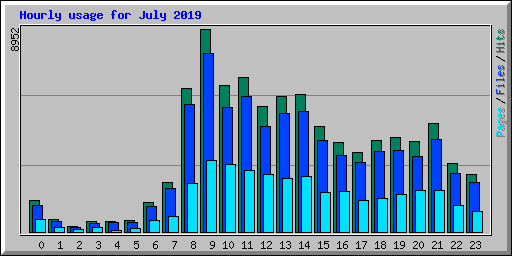 Hourly usage for July 2019
8952
Pages/Files/Hits
0 1 2 3 4 5 6 7 8 9 10 11 12 13 14 15 16 17 18 19 20 21 22 23